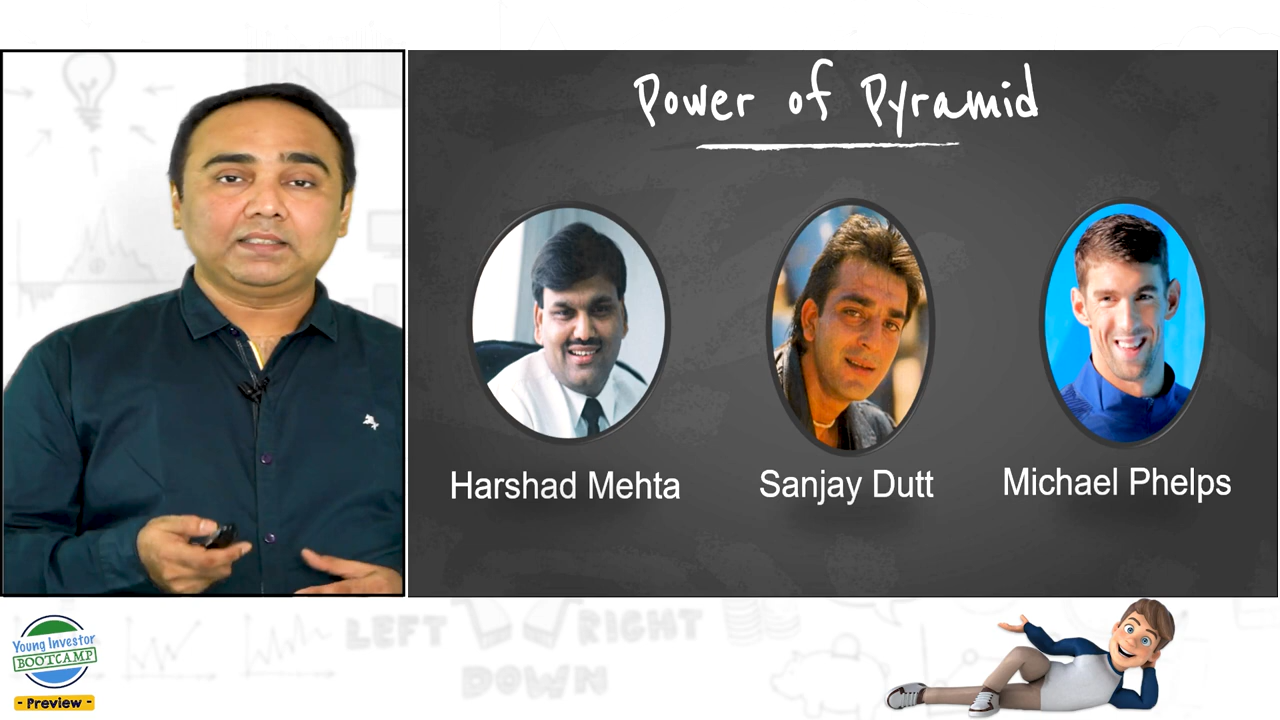 Power of Pyramid
Harshad Mehta
Sanjay Dutt
Michael Phelps
LEFT
RIGHT
DOWN
Young Investor
BOOTCAMP
- Preview -